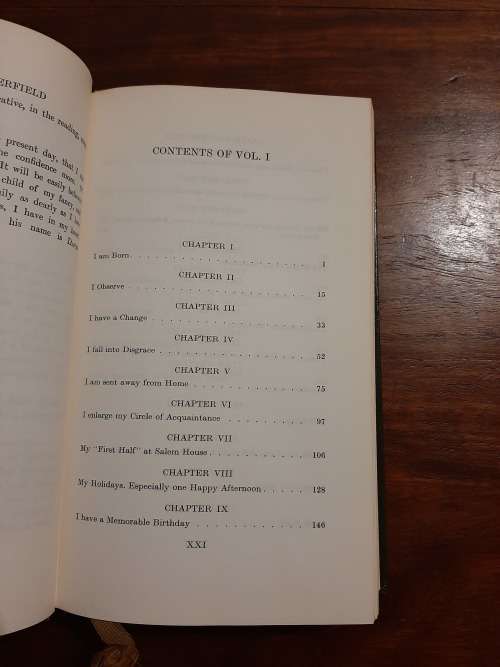 ERFIELD
ative, in the reading
present day, that I
he confidence more.
It will be easily
child of my fancy,
ily as dearly as I
s, I have in my
his name is
CONTENTS OF VOL. I
CHAPTER I
I am Born . . . . . . . . . . . . . . . . . . . . 1
CHAPTER II
I Observe . . . . . . . . . . . . . . . . . . . . 15
CHAPTER III
I have a Change . . . . . . . . . . . . . . . . . 33
CHAPTER IV
I fall into Disgrace . . . . . . . . . . . . . . . 52
CHAPTER V
I am sent away from Home . . . . . . . . . . . . 75
CHAPTER VI
I enlarge my Circle of Acquaintance . . . . . . . . 97
CHAPTER VII
My "First Half" at Salem House . . . . . . . . . . 106
CHAPTER VIII
My Holidays. Especially one Happy Afternoon . . . . . 128
CHAPTER IX
I have a Memorable Birthday . . . . . . . . . . . 146
XXI